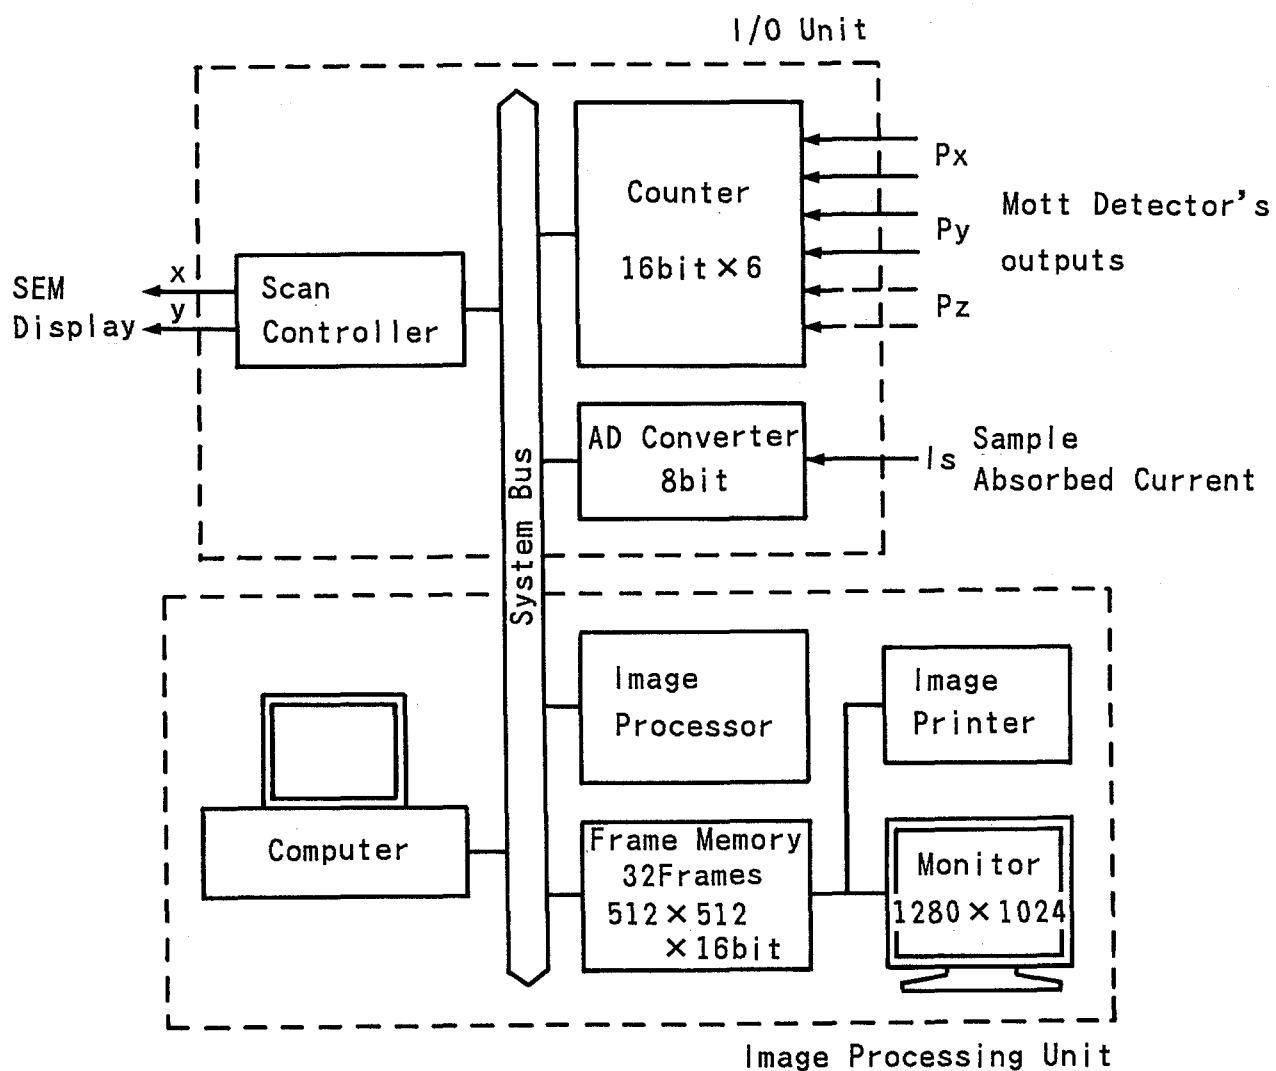 I/O Unit
Counter
16bit×6
Px
Py
Pz
Mott Detector's
outputs
SEM
Display
x
y
Scan
Controller
AD Converter
8bit
Is
Sample
Absorbed Current
System Bus
Image
Processor
Image
Printer
Computer
Frame Memory
32Frames
512×512
×16bit
Monitor
1280×1024
Image Processing Unit